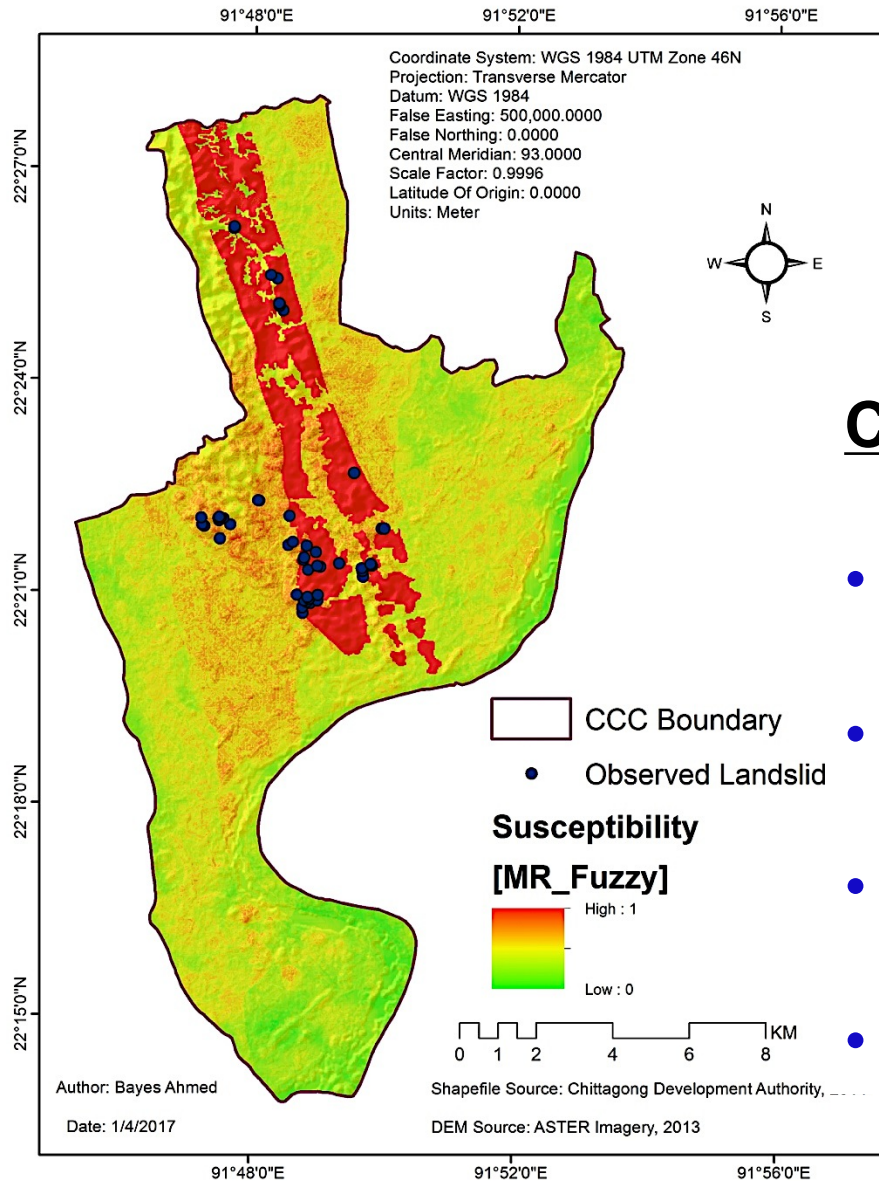 91°48'0"E 91°52'0"E 91°56'0"E
Coordinate System: WGS 1984 UTM Zone 46N
Projection: Transverse Mercator
Datum: WGS 1984
False Easting: 500,000.0000
False Northing: 0.0000
Central Meridian: 93.0000
Scale Factor: 0.9996
Latitude Of Origin: 0.0000
Units: Meter
22°27'0"N
N
W E
S
22°24'0"N
C
22°21'0"N
CCC Boundary
Observed Landslid
22°18'0"N
Susceptibility
[MR_Fuzzy]
High : 1
Low : 0
22°15'0"N
KM
0 1 2 4 6 8
Author: Bayes Ahmed
Shapefile Source: Chittagong Development Authority,
Date: 1/4/2017
DEM Source: ASTER Imagery, 2013
91°48'0"E 91°52'0"E 91°56'0"E